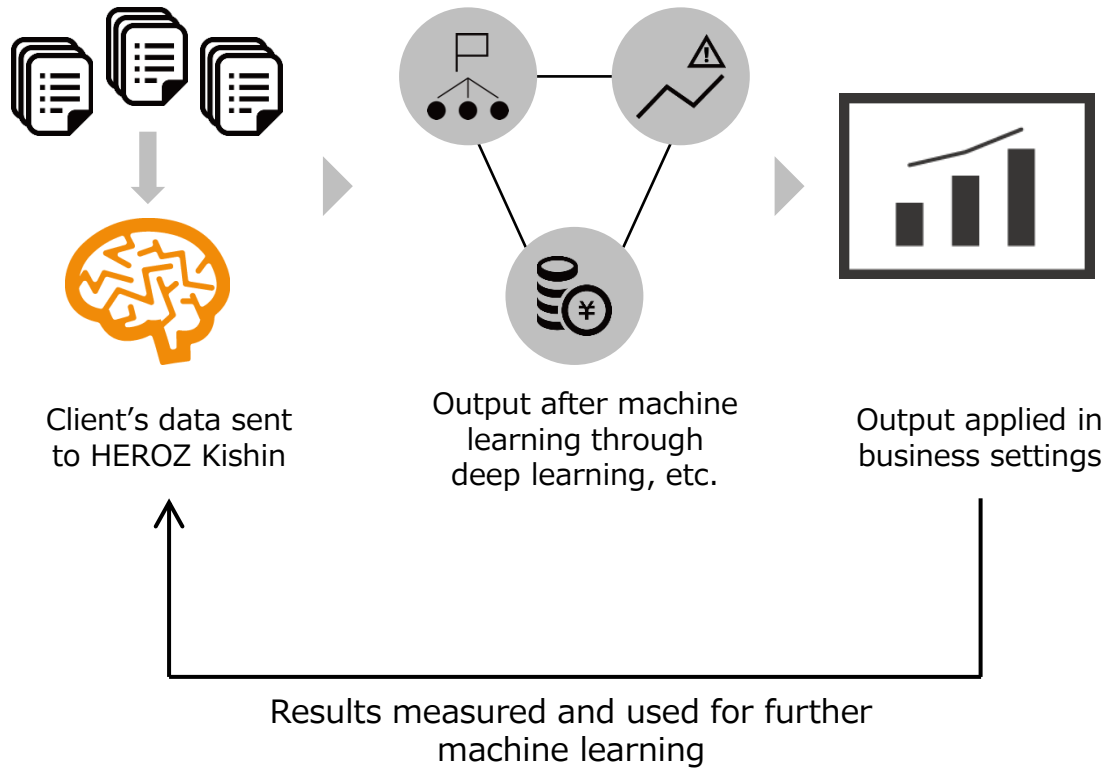 Client’s data sent
to HEROZ Kishin
!
¥
Output after machine
learning through
deep learning, etc.
Output applied in
business settings
Results measured and used for further
machine learning